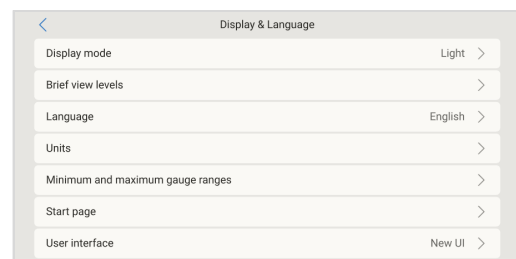 Display & Language
Display mode Light
Brief view levels
Language English
Units
Minimum and maximum gauge ranges
Start page
User interface New UI